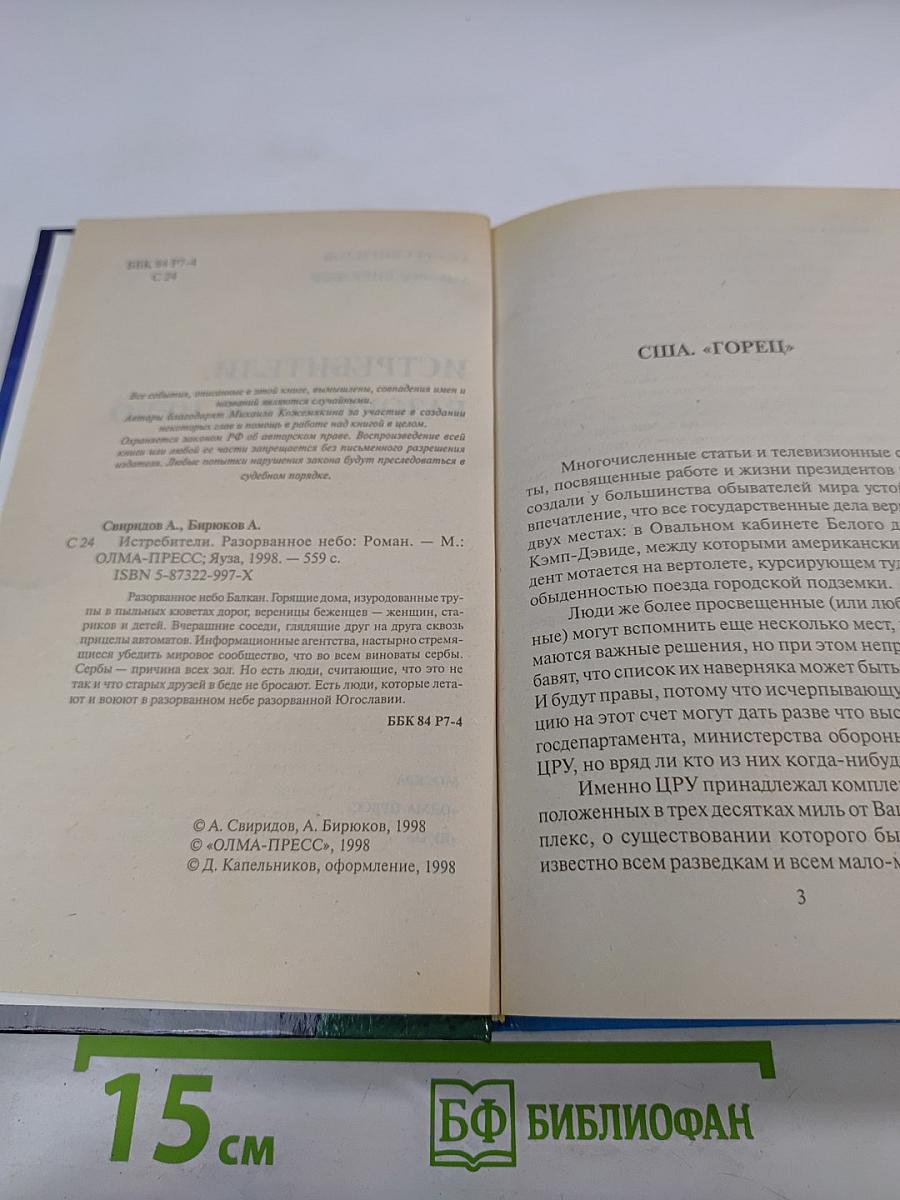 ББК 84 Р7-4
С 24
Все события, описанные в этой книге, вымышлены, совпадения имен и
названий являются случайными.
Авторы благодарят Михаила Кожемякина за участие в создании
некоторых глав и помощь в работе над книгой в целом.
Охраняется законом РФ об авторском праве. Воспроизведение всей
книги или любой ее части запрещается без письменного разрешения
издателя. Любые попытки нарушения закона будут преследоваться в
судебном порядке.
Свиридов А., Бирюков А.
С 24 Истребители. Разорванное небо: Роман. — М.:
ОЛМА-ПРЕСС; Яуза, 1998. — 559 с.
ISBN 5-87322-997-X
Разорванное небо Балкан. Горящие дома, изуродованные тру-
пы в пыльных кюветах дорог, вереницы беженцев — женщин, ста-
риков и детей. Вчерашние соседи, глядящие друг на друга сквозь
прицелы автоматов. Информационные агентства, настырно стремя-
щиеся убедить мировое сообщество, что во всем виноваты сербы.
Сербы — причина всех зол. Но есть люди, считающие, что это не
так и что старых друзей в беде не бросают. Есть люди, которые лета-
ют и воюют в разорванном небе разорванной Югославии.
ББК 84 Р7-4
© А. Свиридов, А. Бирюков, 1998
© «ОЛМА-ПРЕСС», 1998
© Д. Капельников, оформление, 1998
США. «ГОРЕЦ»
Многочисленные статьи и телевизионные
ты, посвященные работе и жизни президентов
создали у большинства обывателей мира устой
впечатление, что все государственные дела вер
двух местах: в Овальном кабинете Белого д
Кэмп-Дэвиде, между которыми американски
дент мотается на вертолете, курсирующем туд
обыденностью поезда городской подземки.
Люди же более просвещенные (или люб
ные) могут вспомнить еще несколько мест,
маются важные решения, но при этом непр
бавят, что список их наверняка может быть
И будут правы, потому что исчерпывающу
цию на этот счет могут дать разве что выс
госдепартамента, министерства оборон
ЦРУ, но вряд ли кто из них когда-нибуд
Именно ЦРУ принадлежал комплек
положенных в трех десятках миль от Ваш
плекс, о существовании которого бы
известно всем разведкам и всем мало-м
3
15 см
БФ БИБЛИОФАН